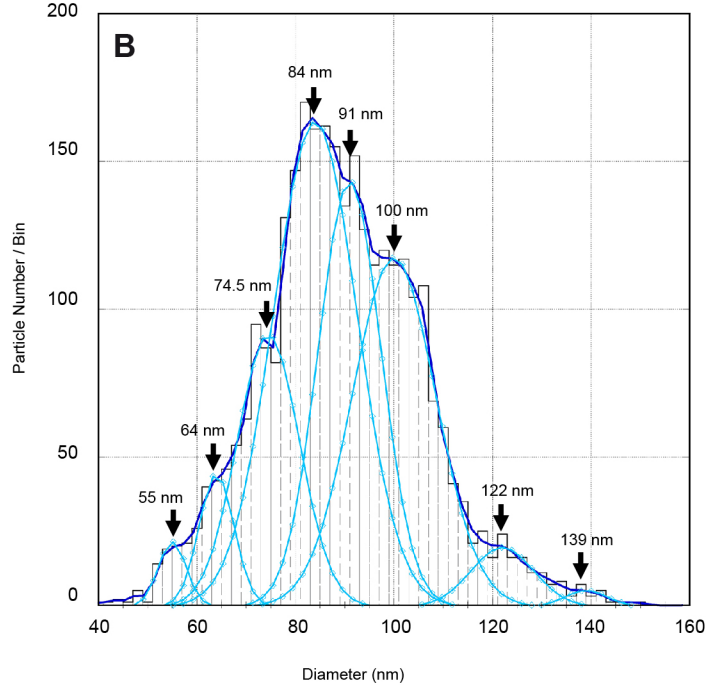 200
B
84 nm
91 nm
150
100 nm
74.5 nm
100
Particle Number / Bin
64 nm
50
55 nm
122 nm
139 nm
0
40 60 80 100 120 140 160
Diameter (nm)